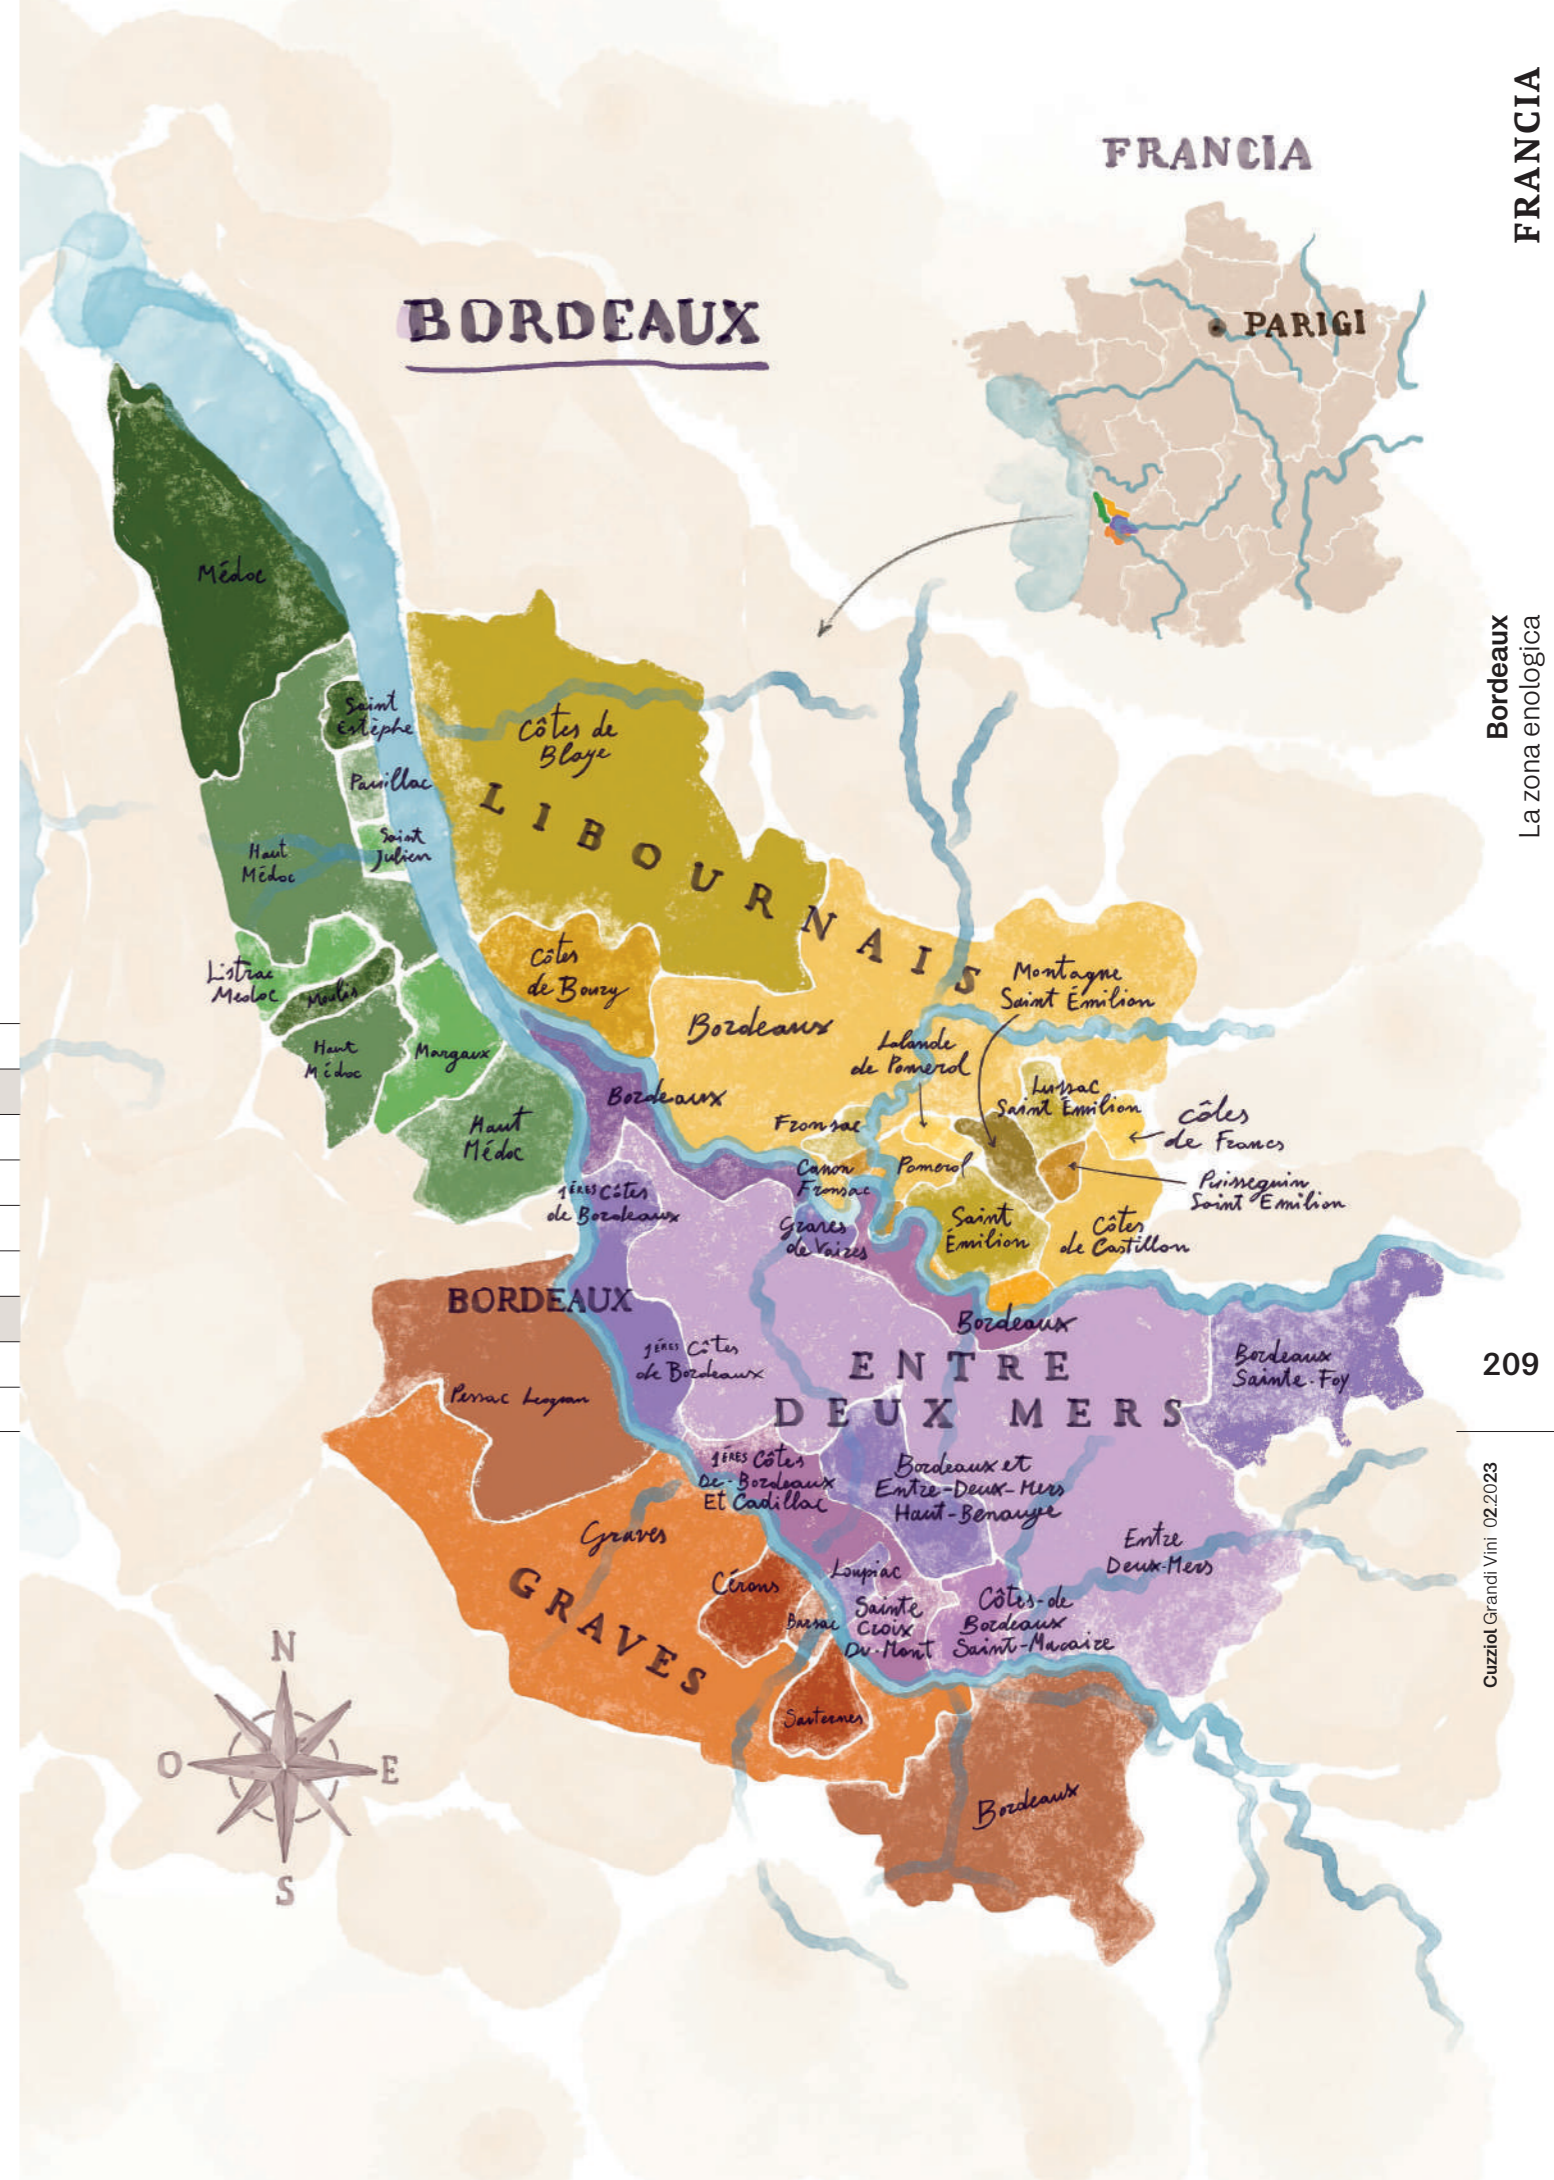 FRANCIA
FRANCIA
PARIGI
BORDEAUX
Médoc
Saint
Estèphe
Côtes de
Blaye
Pauillac
LIBOURNAIS
Saint
Julien
Haut
Médoc
Listrac
Medoc
Moulis
Côtes
de Bourg
Montagne
Saint Émilion
Bordeaux
Lalande
de Pomerol
Haut
Médoc
Margaux
Bordeaux
Lussac
Saint Émilion
Côtes
de Francs
Fronsac
Haut
Médoc
Canon
Fronsac
Pomerol
Puisseguin
Saint Emilion
1ÈRES Côtes
de Bordeaux
Graves
de Vaires
Saint
Émilion
Côtes
de Castillon
BORDEAUX
Bordeaux
1ÈRES Côtes
de Bordeaux
ENTRE
DEUX MERS
Bordeaux
Sainte-Foy
Pessac Leognan
1ÈRES Côtes
De-Bordeaux
Et Cadillac
Bordeaux et
Entre-Deux-Mers
Haut-Benauge
Graves
Entre
Deux-Mers
GRAVES
Cérons
Loupiac
Barsac
Sainte
Croix
Du-Mont
Côtes-de
Bordeaux
Saint-Macaire
Sauternes
Bordeaux
N
O
E
S
Bordeaux
La zona enologica
209
Cuzziol Grandi Vini 02.2023